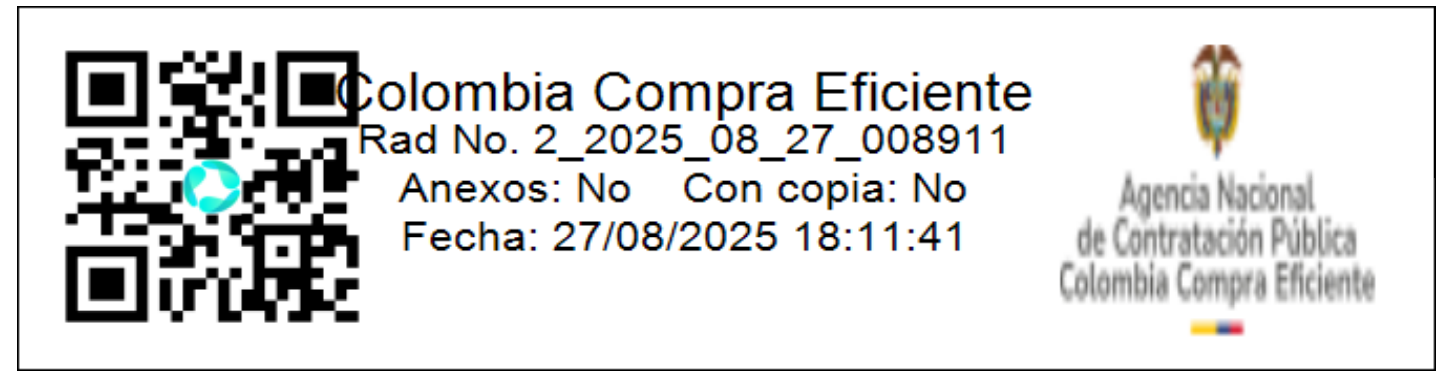 Colombia Compra Eficiente
Rad No. 2_2025_08_27_008911
Anexos: No Con copia: No
Fecha: 27/08/2025 18:11:41
Agencia Nacional
de Contratación Pública
Colombia Compra Eficiente